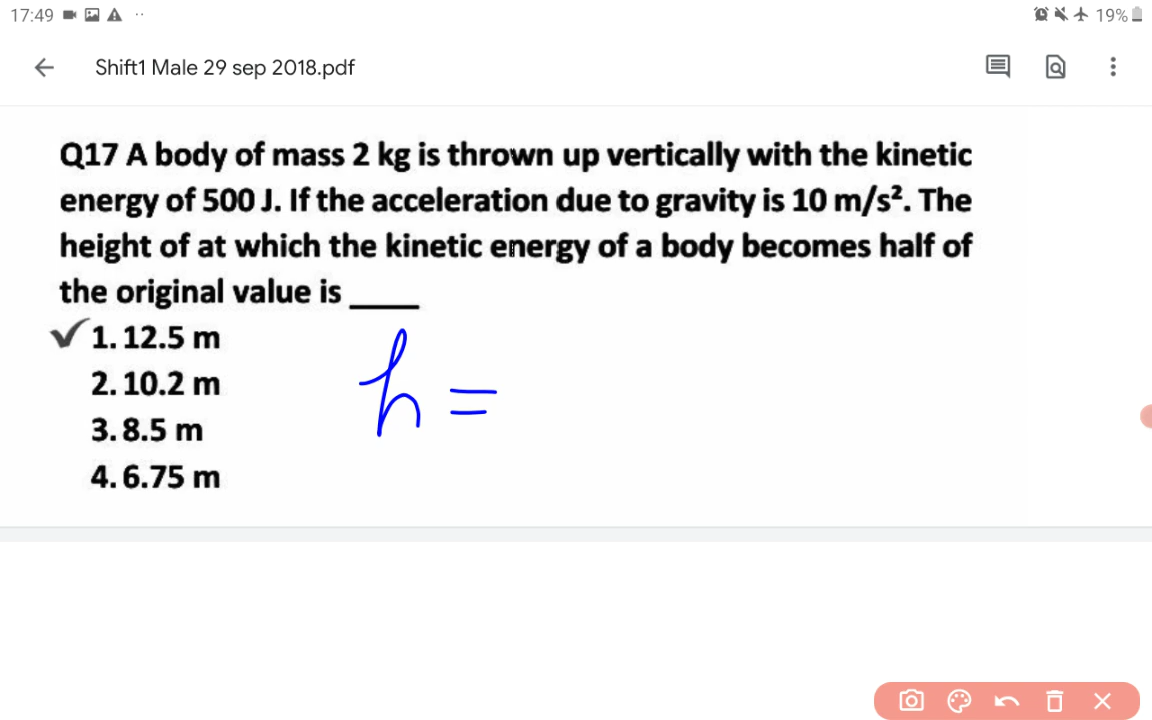 17:49 19%
Shift1 Male 29 sep 2018.pdf
Q17 A body of mass 2 kg is thrown up vertically with the kinetic
energy of 500 J. If the acceleration due to gravity is 10 m/s². The
height of at which the kinetic energy of a body becomes half of
the original value is ____
✓1. 12.5 m
2. 10.2 m
3. 8.5 m
4. 6.75 m
h =